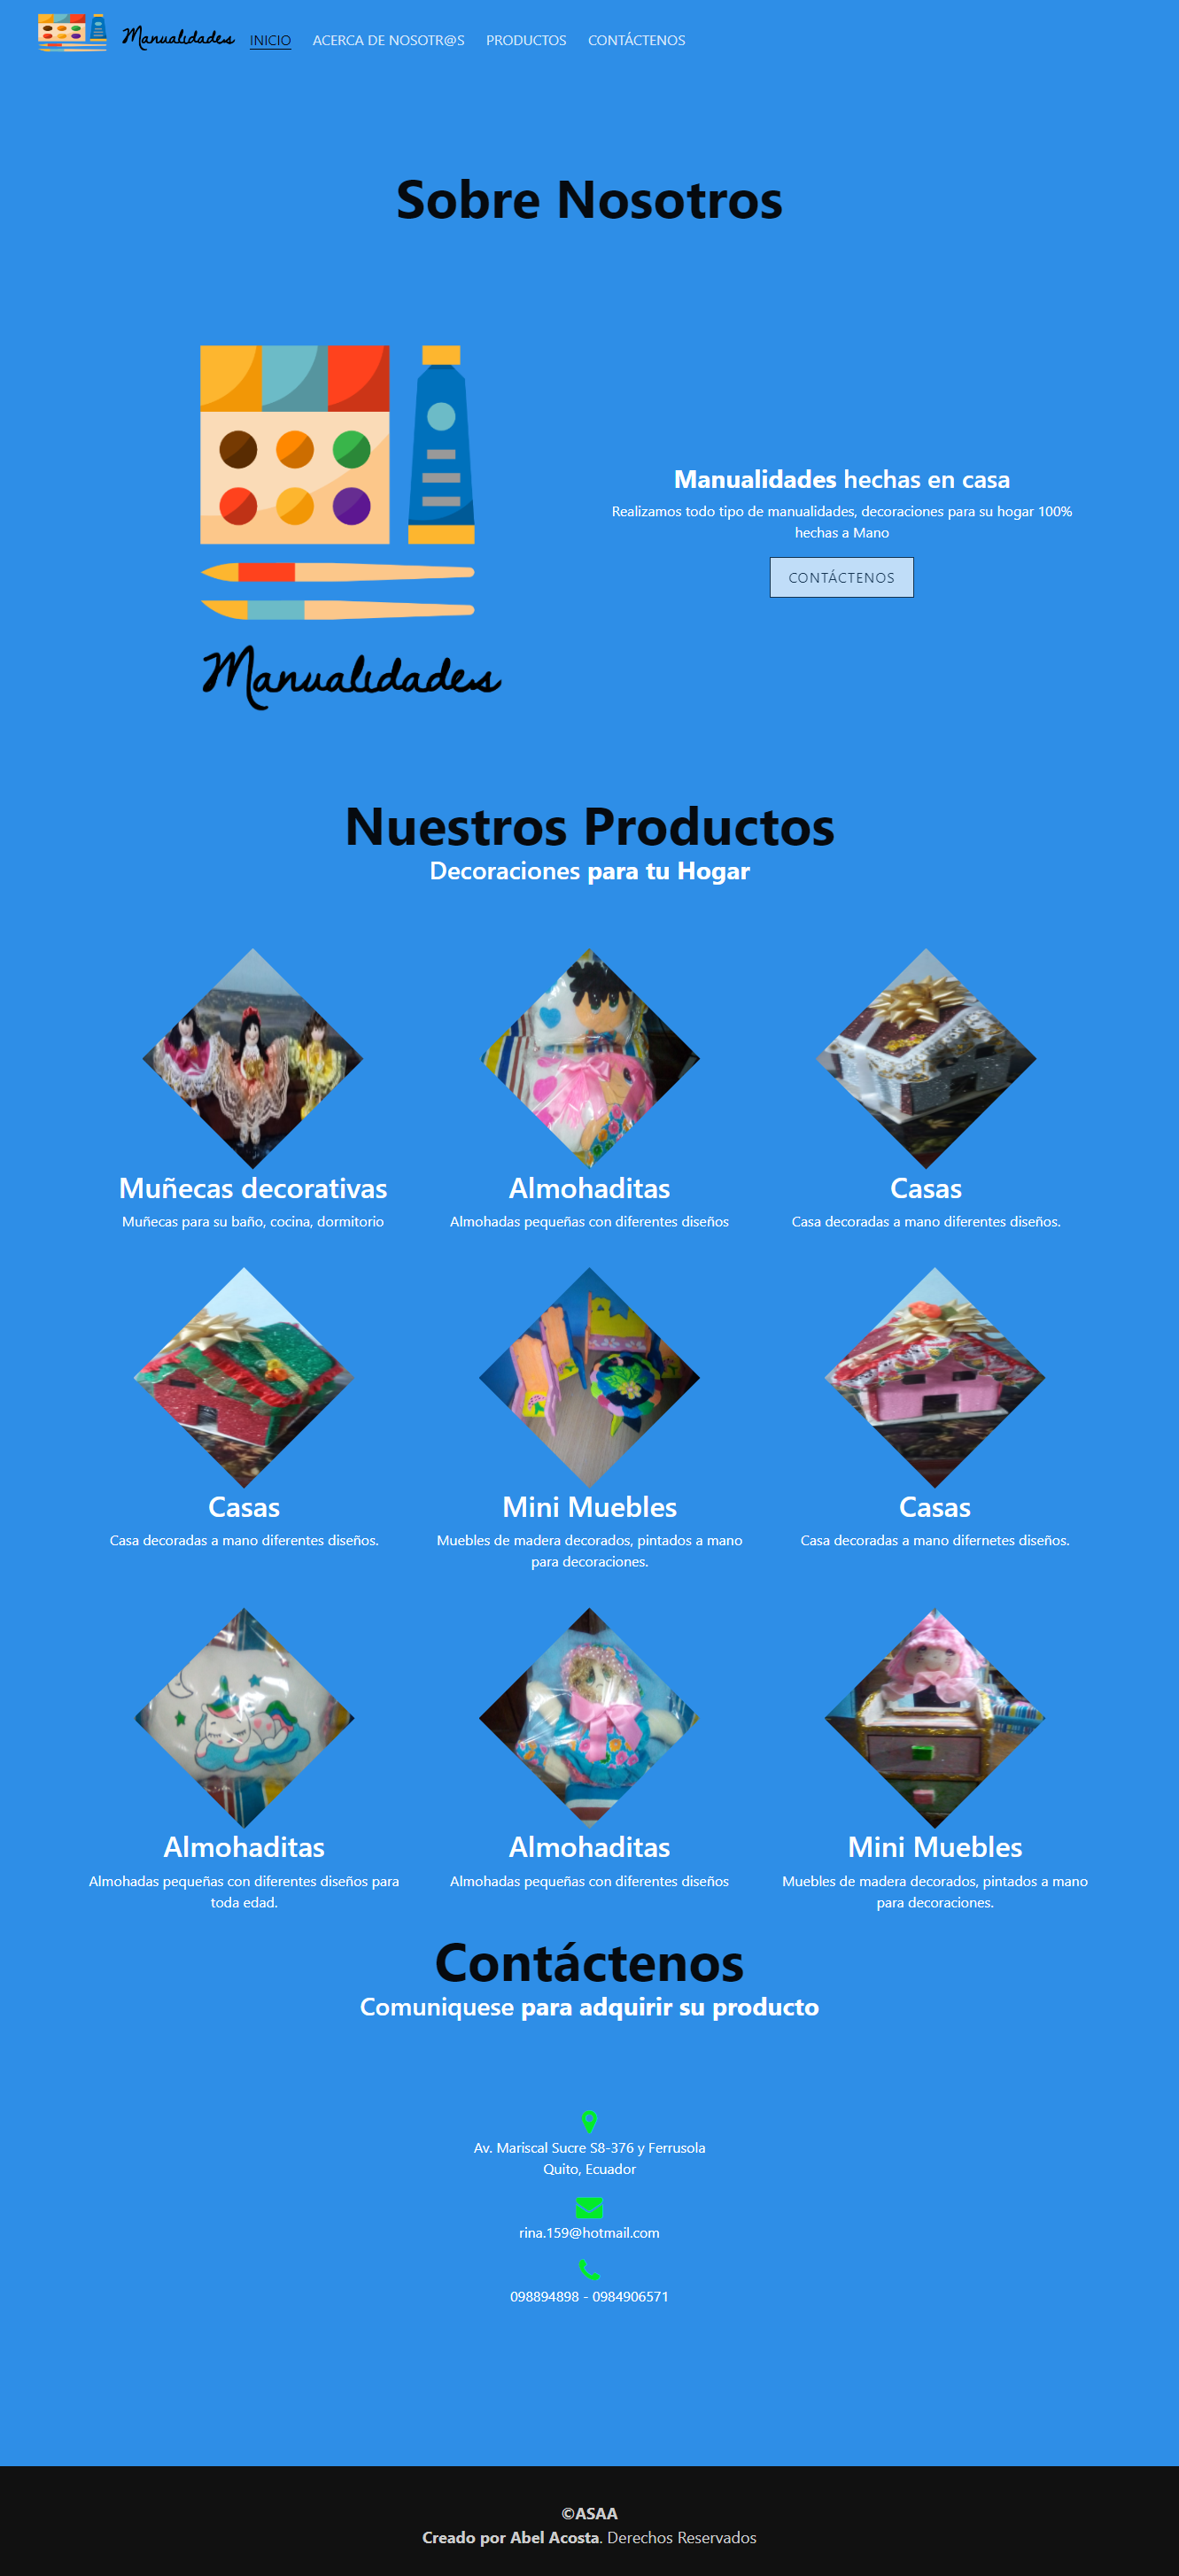 Manualidades INICIO ACERCA DE NOSOTR@S PRODUCTOS CONTÁCTENOS
Sobre Nosotros
Manualidades
Manualidades hechas en casa
Realizamos todo tipo de manualidades, decoraciones para su hogar 100%
hechas a Mano
CONTÁCTENOS
Nuestros Productos
Decoraciones para tu Hogar
Muñecas decorativas
Muñecas para su baño, cocina, dormitorio
Almohaditas
Almohadas pequeñas con diferentes diseños
Casas
Casa decoradas a mano diferentes diseños.
Casas
Casa decoradas a mano diferentes diseños.
Mini Muebles
Muebles de madera decorados, pintados a mano
para decoraciones.
Casas
Casa decoradas a mano difernetes diseños.
Almohaditas
Almohadas pequeñas con diferentes diseños para
toda edad.
Almohaditas
Almohadas pequeñas con diferentes diseños
Mini Muebles
Muebles de madera decorados, pintados a mano
para decoraciones.
Contáctenos
Comuniquese para adquirir su producto
Av. Mariscal Sucre S8-376 y Ferrusola
Quito, Ecuador
rina.159@hotmail.com
098894898 - 0984906571
©ASAA
Creado por Abel Acosta. Derechos Reservados